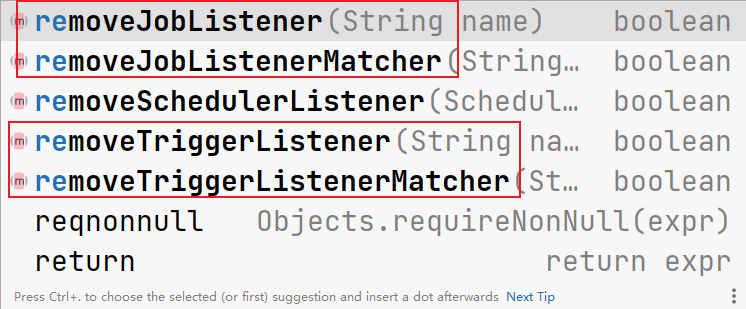 m removeJobListener(String name) boolean
m removeJobListenerMatcher(String… boolean
m removeSchedulerListener(Schedul… boolean
m removeTriggerListener(String na… boolean
m removeTriggerListenerMatcher(St… boolean
reqnonnull Objects.requireNonNull(expr)
return return expr
Press Ctrl+. to choose the selected (or first) suggestion and insert a dot afterwards Next Tip